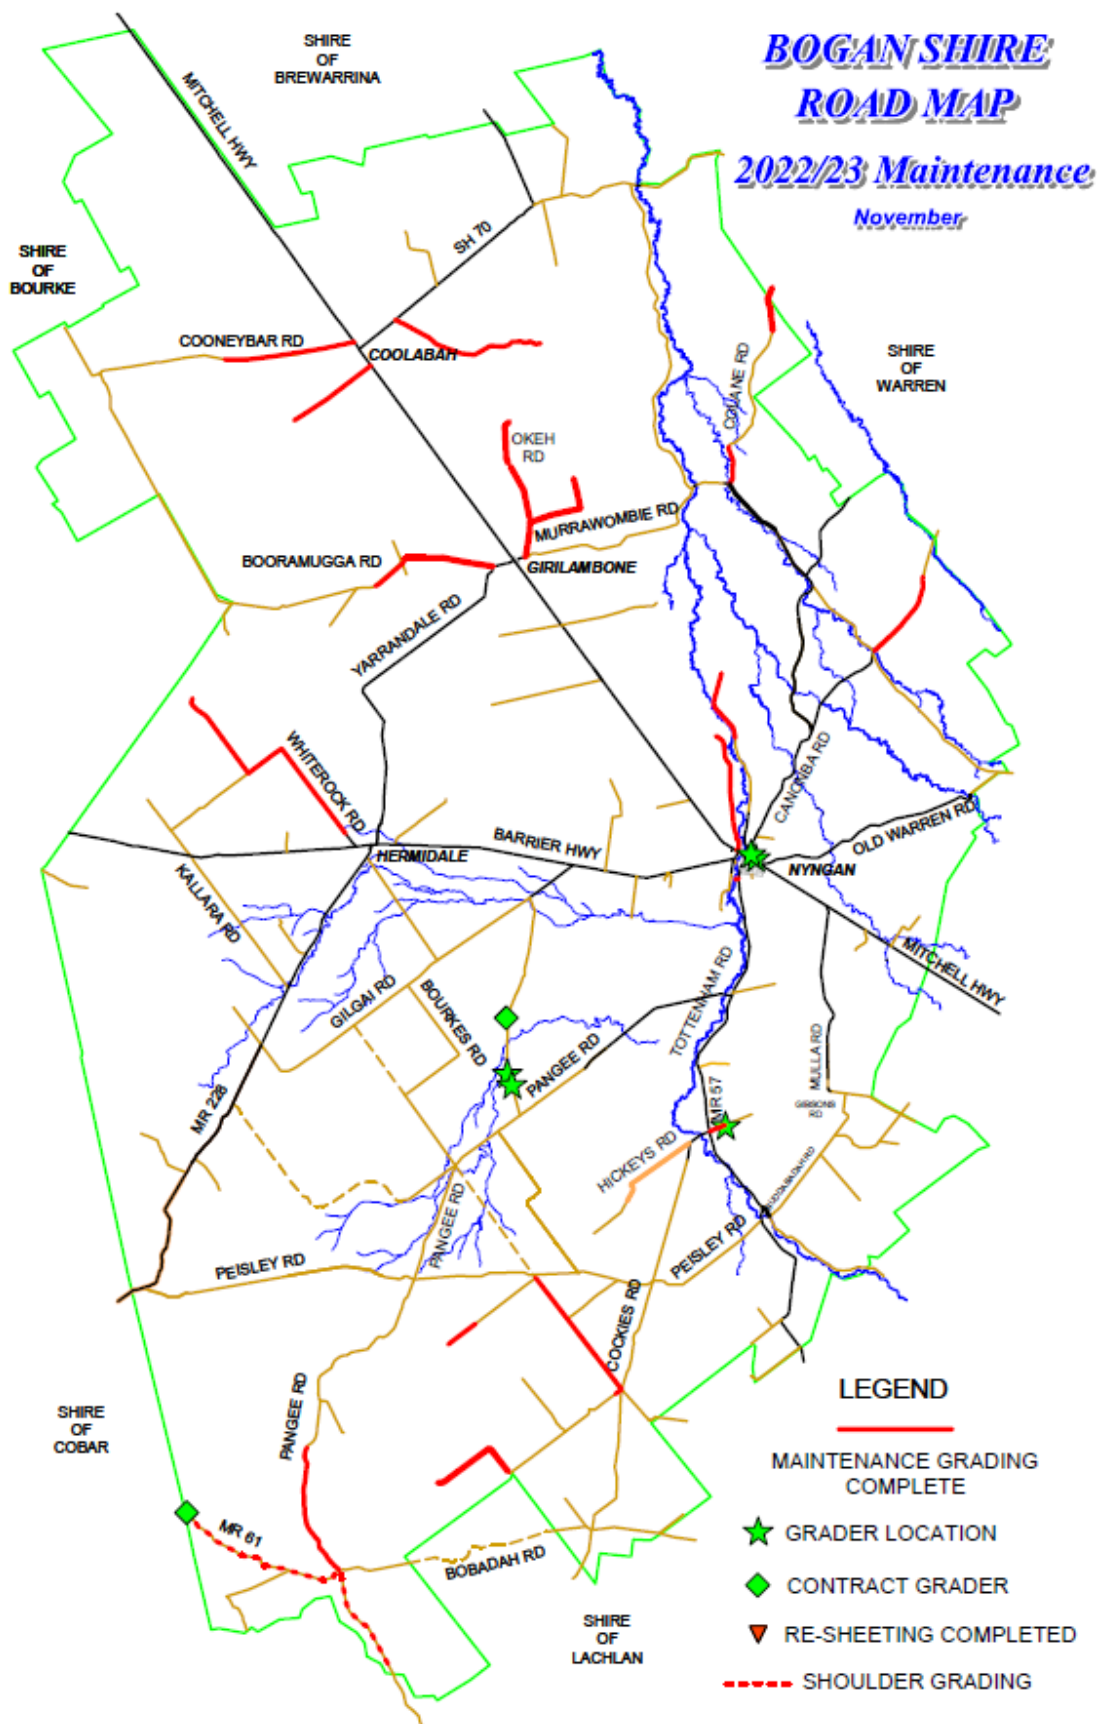 BOGAN SHIRE
ROAD MAP
2022/23 Maintenance
November
SHIRE
OF
BREWARRINA
MITCHELL HWY
SH 70
SHIRE
OF
BOURKE
COONEYBAR RD
COOLABAH
SHIRE
OF
WARREN
COLANE RD
OKEH
RD
MURRAWOMBIE RD
BOORAMUGGA RD
GIRILAMBONE
YARRANDALE RD
WHITEROCK RD
CANONBA RD
OLD WARREN RD
BARRIER HWY
HERMIDALE
NYNGAN
KALLARA RD
MITCHELL HWY
TOTTENHAM RD
GILGAI RD
BOURKES RD
PANGEE RD
MULLA RD
MR 57
GIBSONS
RD
MR 228
HICKEYS RD
BUDDABADAH RD
PANGEE RD
PEISLEY RD
PEISLEY RD
COCKIES RD
PANGEE RD
SHIRE
OF
COBAR
MR 61
BOBADAH RD
SHIRE
OF
LACHLAN
LEGEND
MAINTENANCE GRADING
COMPLETE
GRADER LOCATION
CONTRACT GRADER
RE-SHEETING COMPLETED
SHOULDER GRADING